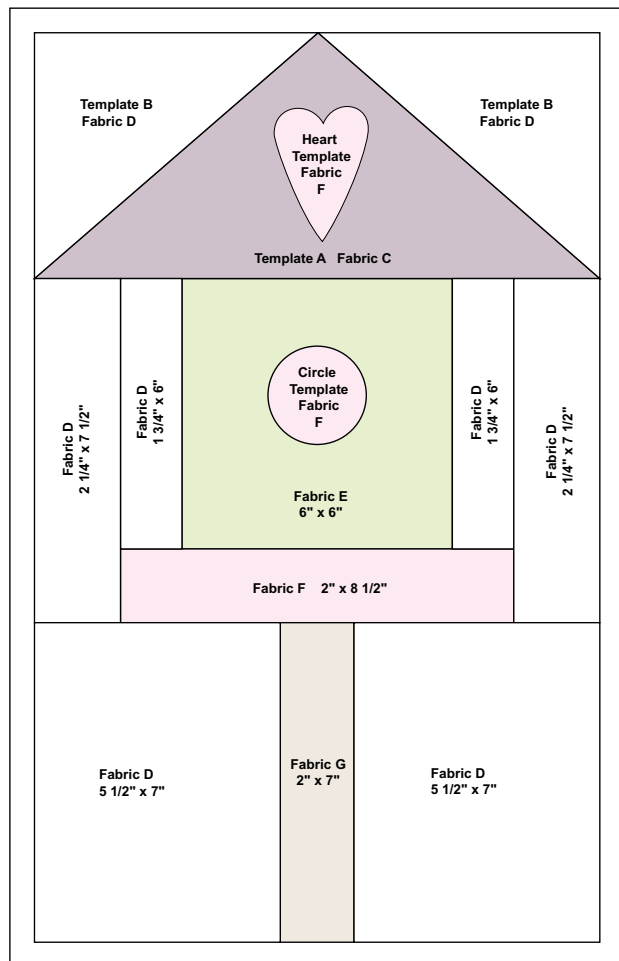 Template B
Fabric D
Template B
Fabric D
Heart
Template
Fabric
F
Template A Fabric C
Fabric D
2 1/4" x 7 1/2"
Fabric D
1 3/4" x 6"
Circle
Template
Fabric
F
Fabric E
6" x 6"
Fabric D
1 3/4" x 6"
Fabric D
2 1/4" x 7 1/2"
Fabric F 2" x 8 1/2"
Fabric D
5 1/2" x 7"
Fabric G
2" x 7"
Fabric D
5 1/2" x 7"